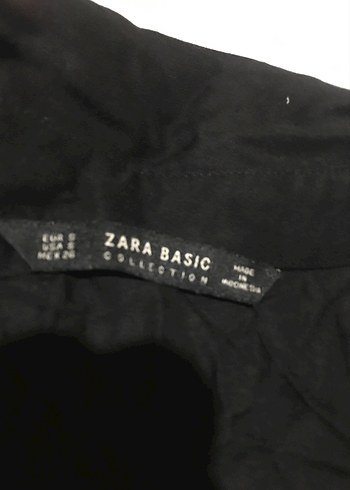 EUR S
USA S
MEX 26
ZARA BASIC
COLLECTION
MADE
IN
INDONESIA